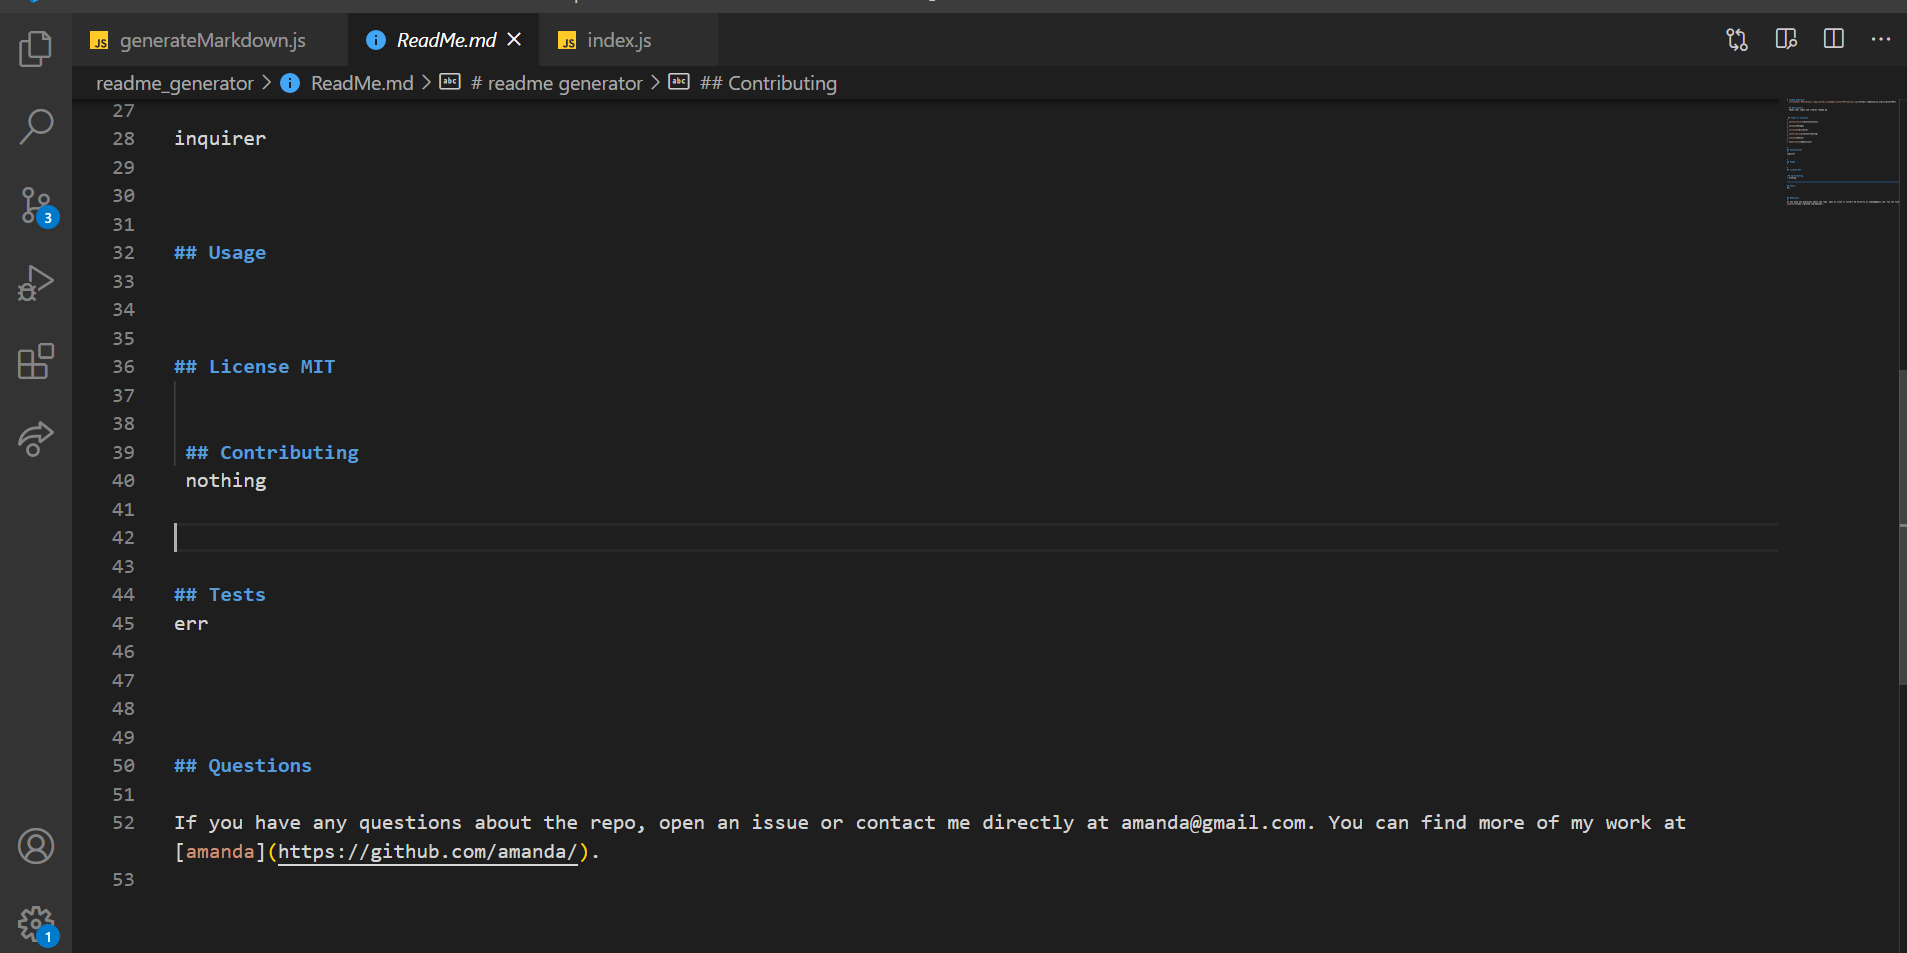 generateMarkdown.js ReadMe.md index.js
readme_generator > ReadMe.md > # readme generator > ## Contributing
27
28 inquirer
29
30
31
32 ## Usage
33
34
35
36 ## License MIT
37
38
39 ## Contributing
40 nothing
41
42
43
44 ## Tests
45 err
46
47
48
49
50 ## Questions
51
52 If you have any questions about the repo, open an issue or contact me directly at amanda@gmail.com. You can find more of my work at
[amanda](https://github.com/amanda/).
53
3
1